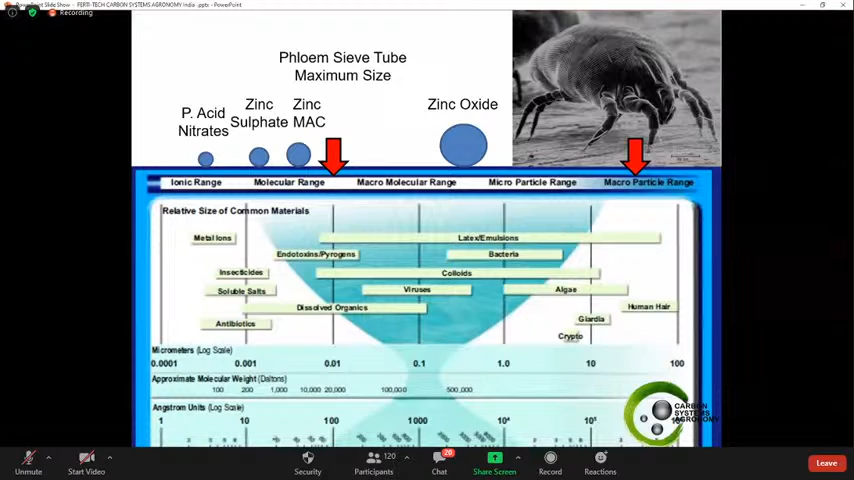 PowerPoint Slide Show - FERTI-TECH CARBON SYSTEMS AGRONOMY India .pptx - PowerPoint
Recording
Phloem Sieve Tube
Maximum Size
P. Acid
Nitrates
Zinc
Sulphate
Zinc
MAC
Zinc Oxide
Ionic Range
Molecular Range
Macro Molecular Range
Micro Particle Range
Macro Particle Range
Relative Size of Common Materials
Metal Ions
Latex/Emulsions
Endotoxins/Pyrogens
Bacteria
Insecticides
Colloids
Soluble Salts
Viruses
Algae
Dissolved Organics
Human Hair
Antibiotics
Giardia
Crypto
Micrometers (Log Scale)
0.0001 0.001 0.01 0.1 1.0 10 100
Approximate Molecular Weight (Daltons)
100 200 1,000 10,000 20,000 100,000 500,000
Angstrom Units (Log Scale)
1 10 100 1000 10⁴ 10⁵
CARBON
SYSTEMS
AGRONOMY
Unmute
Start Video
Security
Participants
120
Chat
26
Share Screen
Record
Reactions
Leave